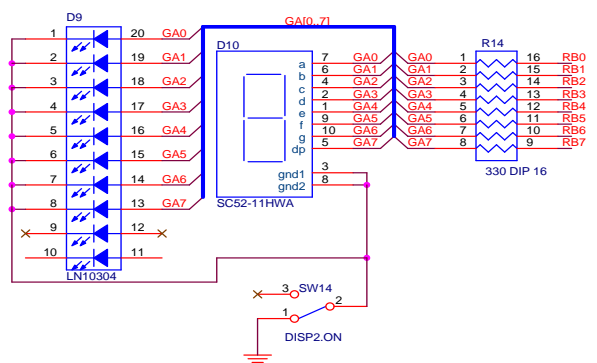 GA[0..7]
D9
D10
R14
1 20 GA0
2 19 GA1
3 18 GA2
4 17 GA3
5 16 GA4
6 15 GA5
7 14 GA6
8 13 GA7
9 12
10 11
LN10304
a 7 GA0
b 6 GA1
c 4 GA2
d 2 GA3
e 1 GA4
f 9 GA5
g 10 GA6
dp 5 GA7
gnd1 3
gnd2 8
SC52-11HWA
GA0 1 16 RB0
GA1 2 15 RB1
GA2 3 14 RB2
GA3 4 13 RB3
GA4 5 12 RB4
GA5 6 11 RB5
GA6 7 10 RB6
GA7 8 9 RB7
330 DIP 16
3 SW14
2
1
DISP2.ON